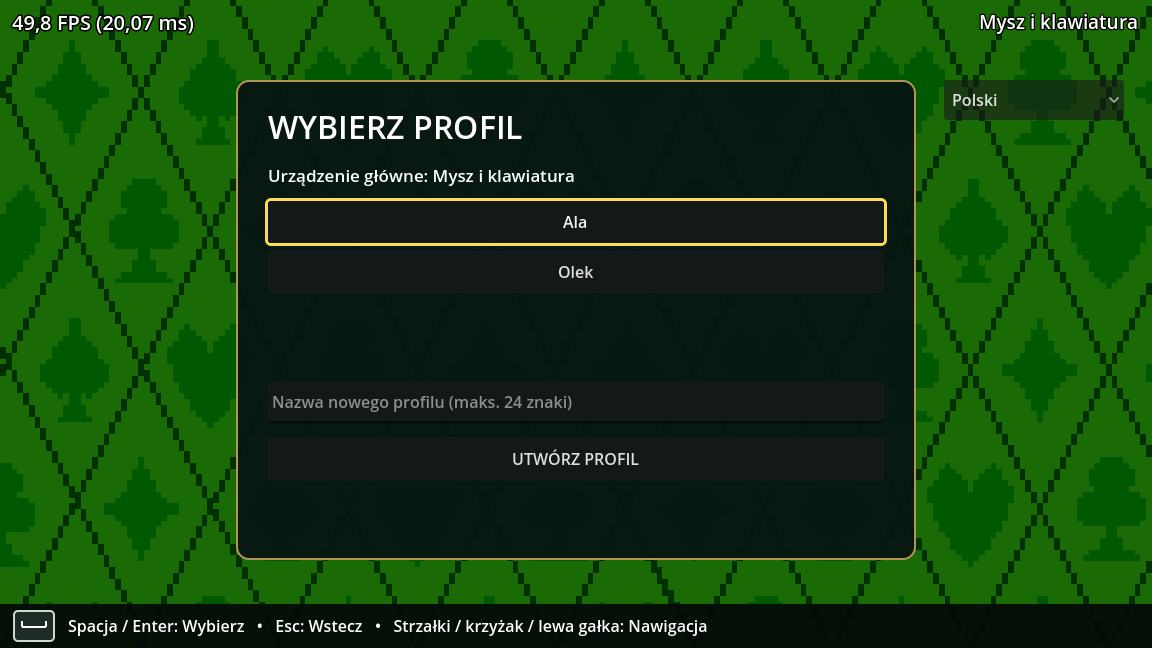 49,8 FPS (20,07 ms)
Mysz i klawiatura
Polski
WYBIERZ PROFIL
Urządzenie główne: Mysz i klawiatura
Ala
Olek
Nazwa nowego profilu (maks. 24 znaki)
UTWÓRZ PROFIL
Spacja / Enter: Wybierz • Esc: Wstecz • Strzałki / krzyżak / lewa gałka: Nawigacja